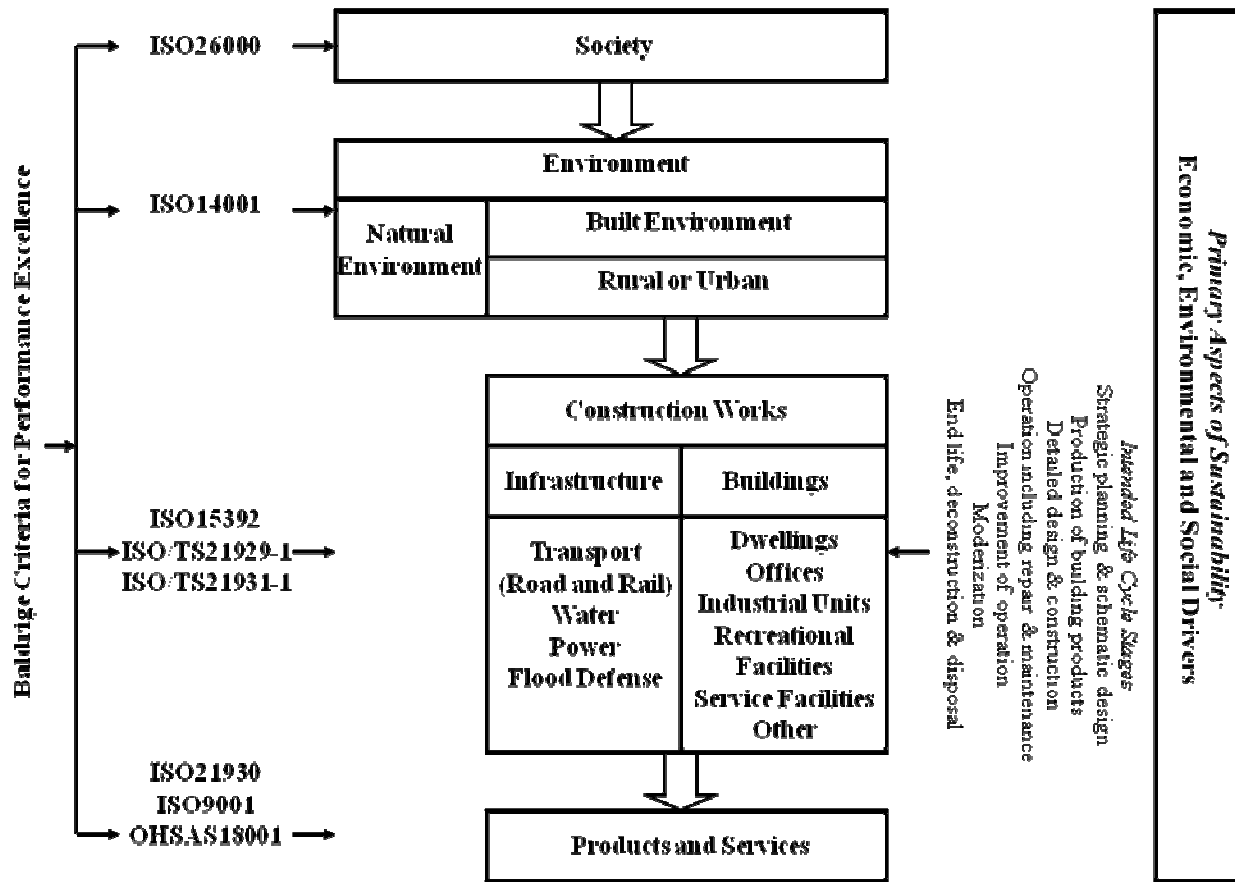 Baldrige Criteria for Performance Excellence
ISO26000
Society
Environment
ISO14001
Natural
Environment
Built Environment
Rural or Urban
Construction Works
Infrastructure
Buildings
ISO15392
ISO/TS21929-1
ISO/TS21931-1
Transport
(Road and Rail)
Water
Power
Flood Defense
Dwellings
Offices
Industrial Units
Recreational
Facilities
Service Facilities
Other
ISO21930
ISO9001
OHSAS18001
Products and Services
Intended Life Cycle Stages
Strategic planning & schematic design
Production of building products
Detailed design & construction
Operation including repair & maintenance
Improvement of operation
Modernization
End life, deconstruction & disposal
Primary Aspects of Sustainability
Economic, Environmental and Social Drivers